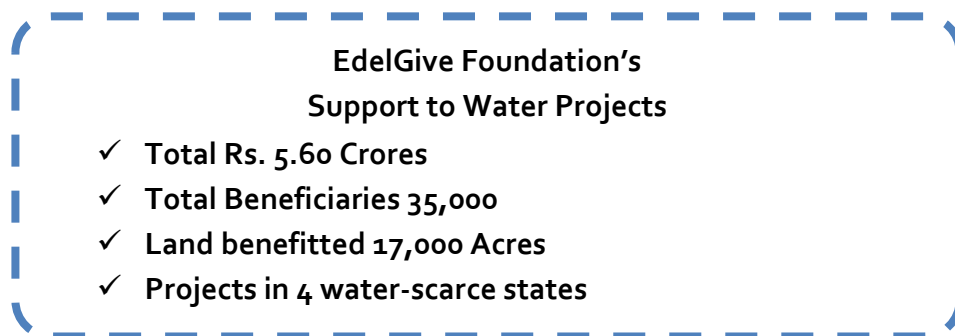 EdelGive Foundation’s
Support to Water Projects
✓ Total Rs. 5.60 Crores
✓ Total Beneficiaries 35,000
✓ Land benefitted 17,000 Acres
✓ Projects in 4 water-scarce states